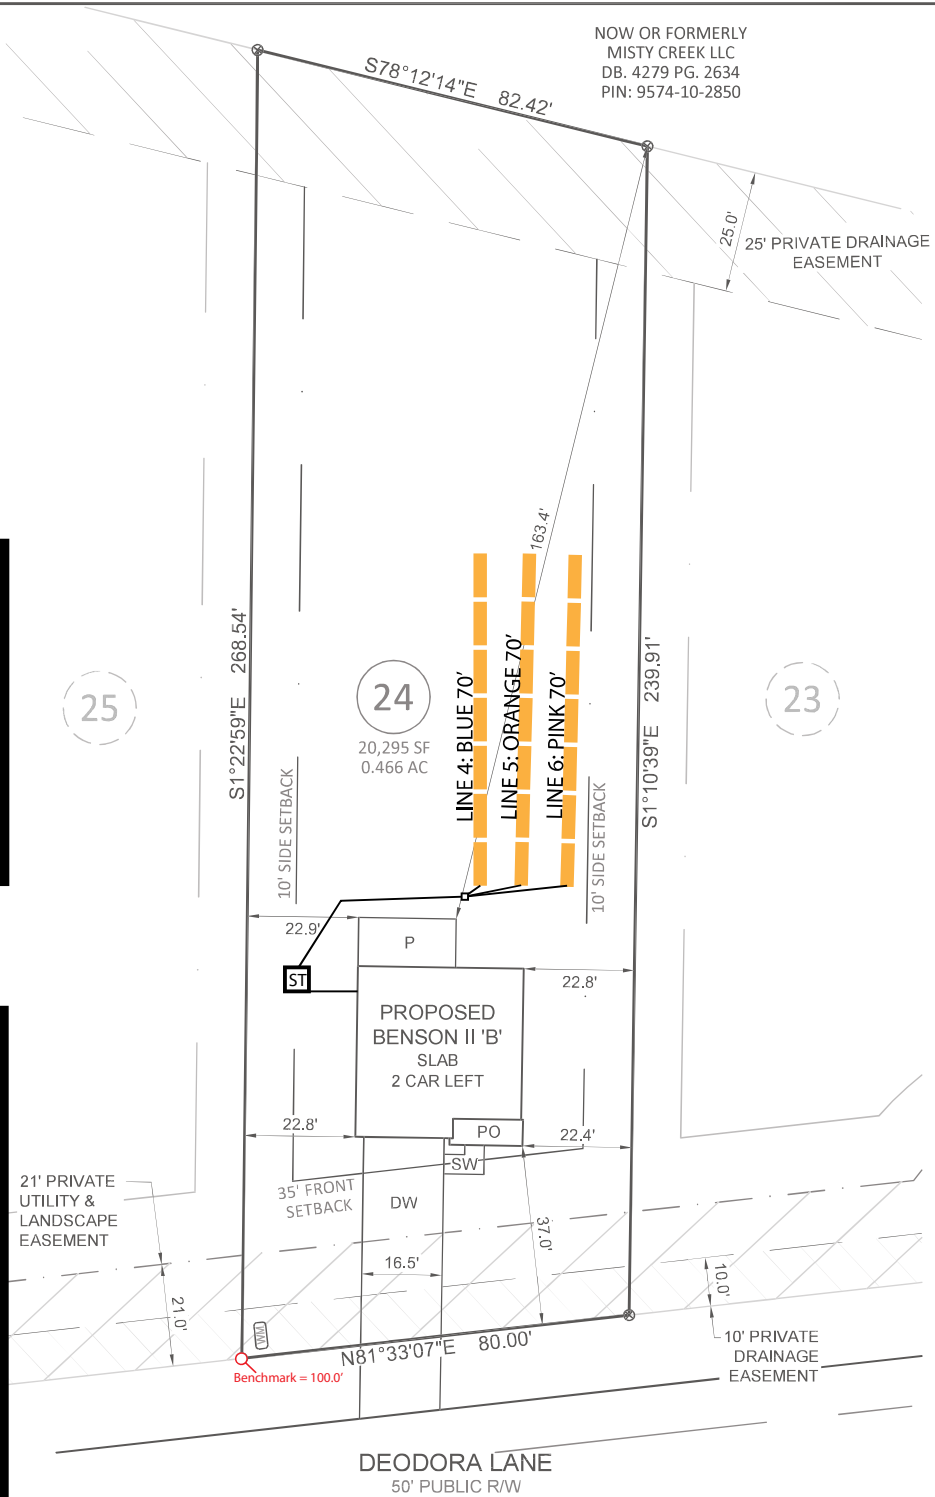 NOW OR FORMERLY
MISTY CREEK LLC
DB. 4279 PG. 2634
PIN: 9574-10-2850
S78°12'14"E 82.42'
25.0'
25' PRIVATE DRAINAGE
EASEMENT
163.4'
S1°22'59"E 268.54'
S1°10'39"E 239.91'
25
24
20,295 SF
0.466 AC
23
LINE 4: BLUE 70'
LINE 5: ORANGE 70'
LINE 6: PINK 70'
10' SIDE SETBACK
10' SIDE SETBACK
22.9'
P
ST
22.8'
PROPOSED
BENSON II 'B'
SLAB
2 CAR LEFT
22.8'
PO
22.4'
SW
35' FRONT
SETBACK
DW
21' PRIVATE
UTILITY &
LANDSCAPE
EASEMENT
37.0'
16.5'
21.0'
10.0'
WM
N81°33'07"E 80.00'
Benchmark = 100.0'
10' PRIVATE
DRAINAGE
EASEMENT
DEODORA LANE
50' PUBLIC R/W